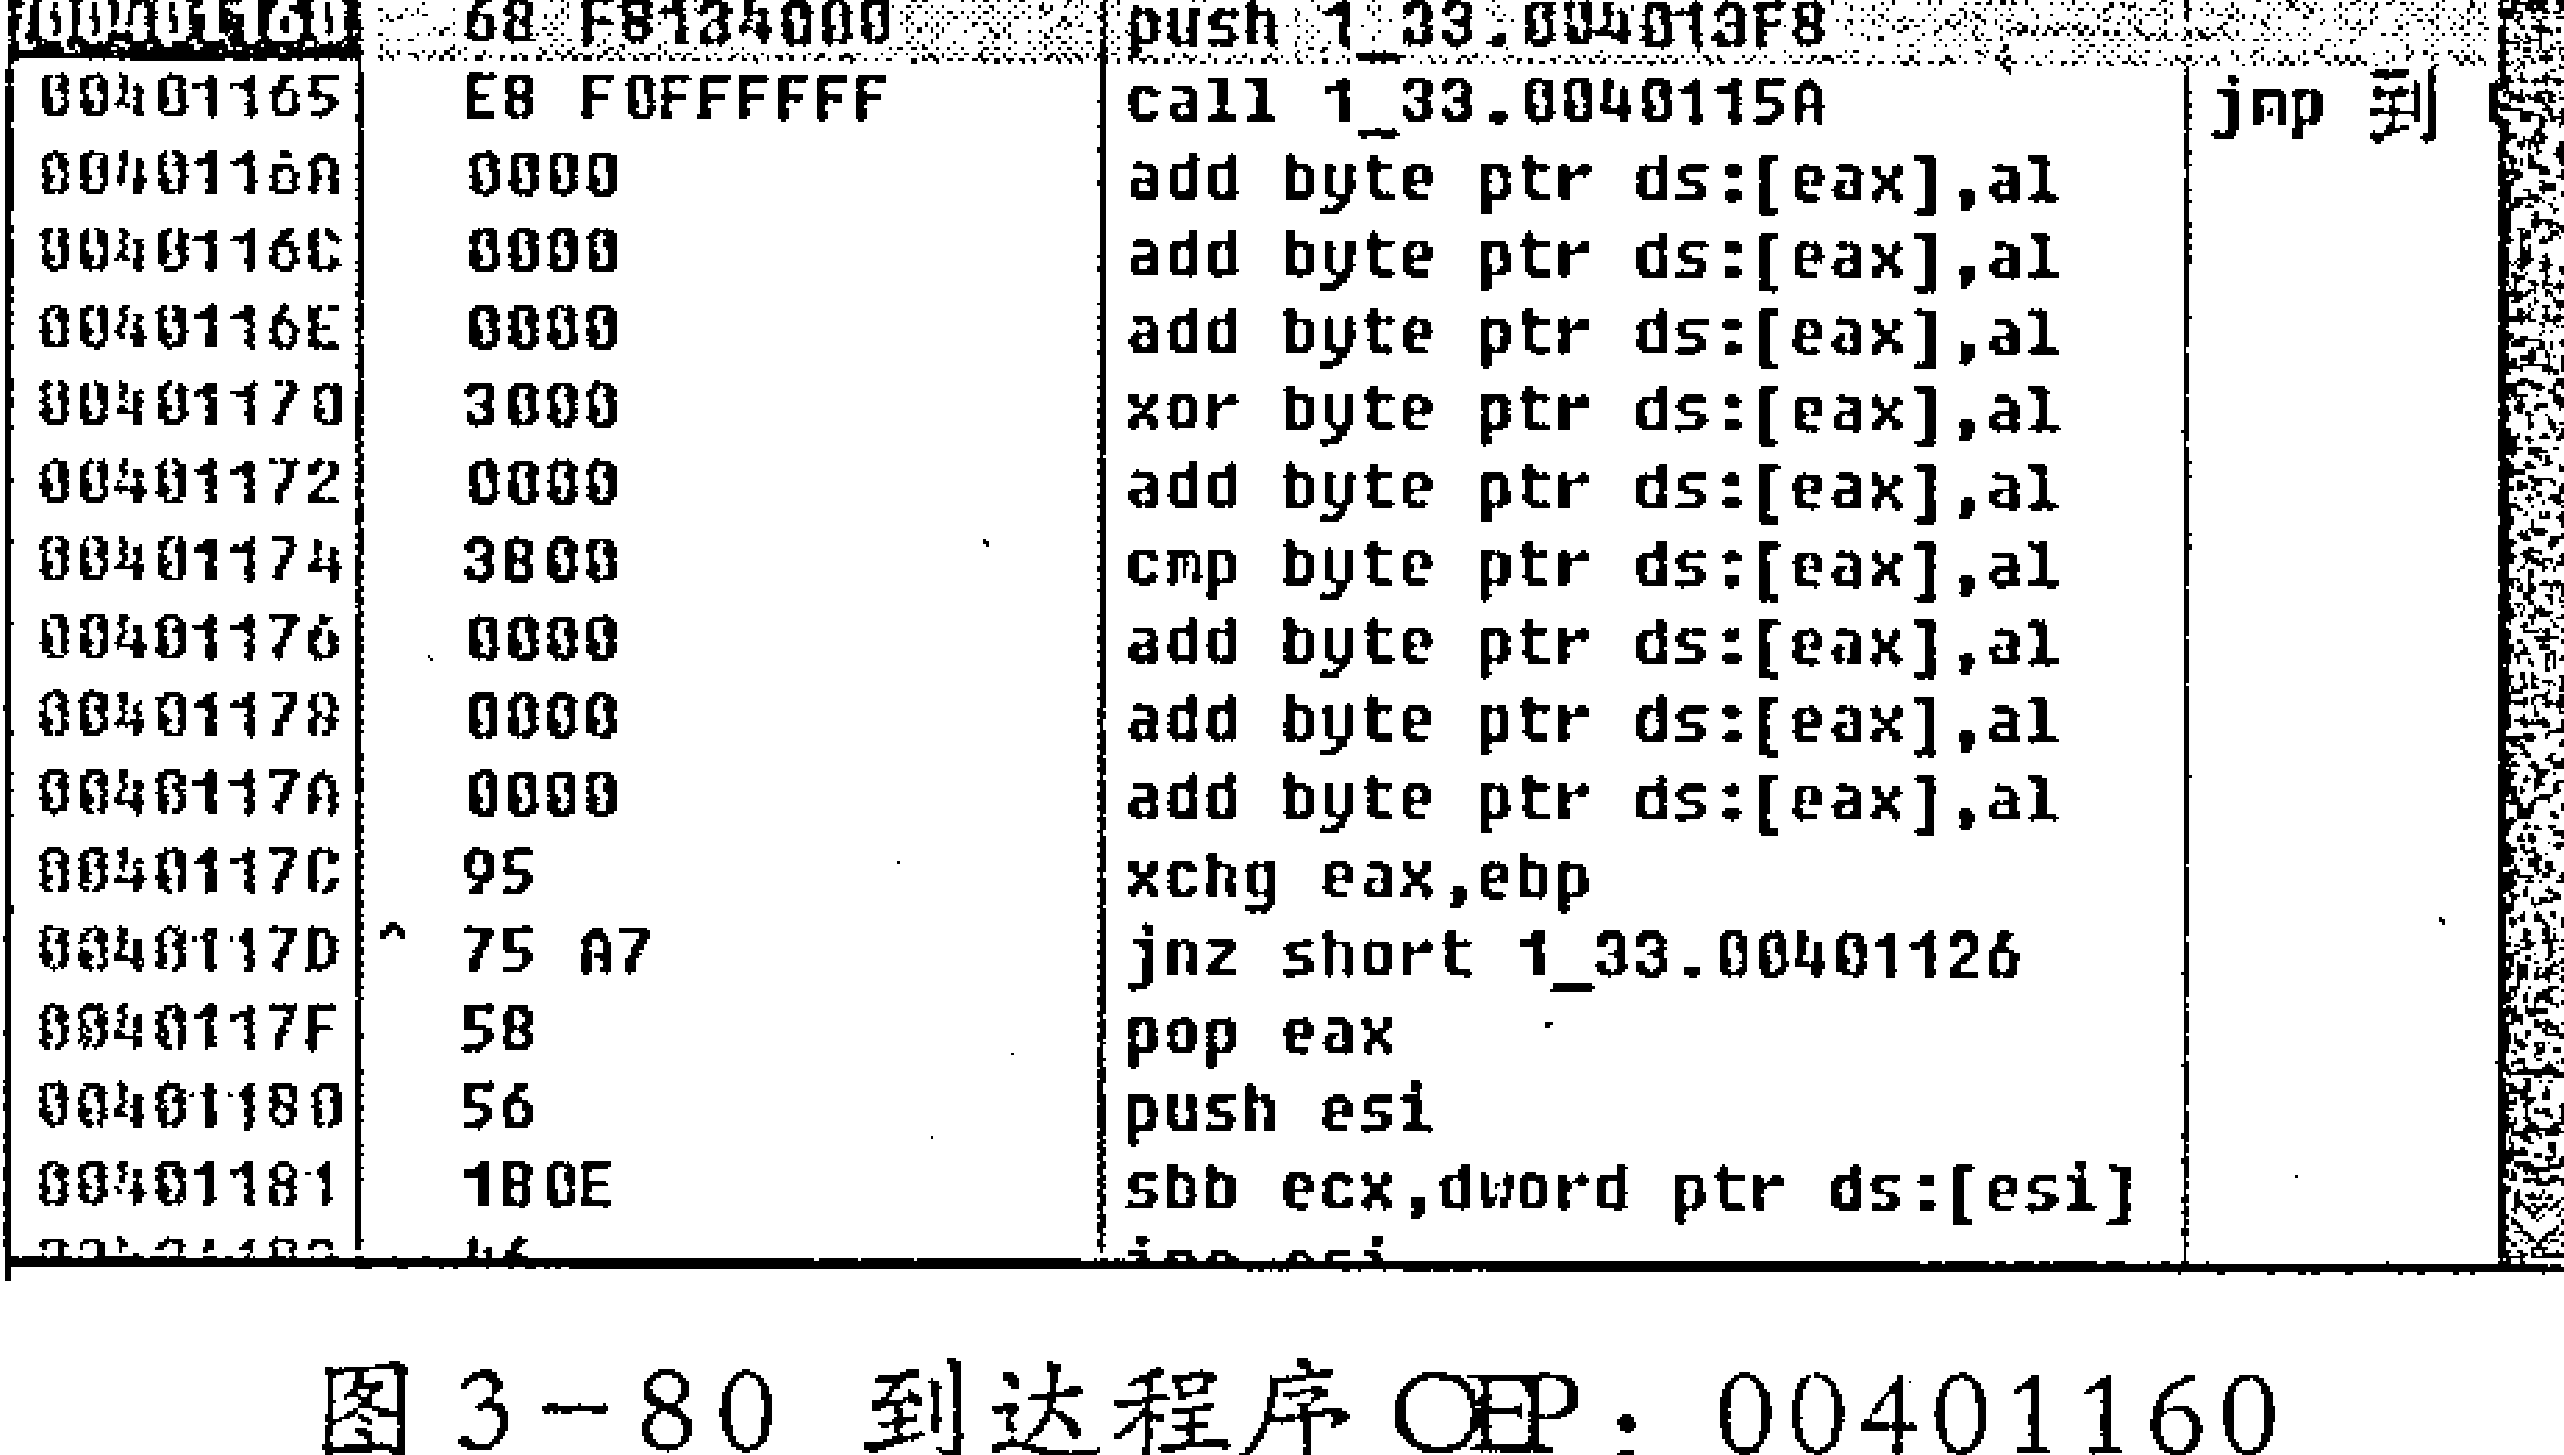 00401160 68 F8134000 push 1_33.004013F8
00401165 E8 F0FFFFFF call 1_33.0040115A jmp 到
0040116A 0000 add byte ptr ds:[eax],al
0040116C 0000 add byte ptr ds:[eax],al
0040116E 0000 add byte ptr ds:[eax],al
00401170 3000 xor byte ptr ds:[eax],al
00401172 0000 add byte ptr ds:[eax],al
00401174 3800 cmp byte ptr ds:[eax],al
00401176 0000 add byte ptr ds:[eax],al
00401178 0000 add byte ptr ds:[eax],al
0040117A 0000 add byte ptr ds:[eax],al
0040117C 95 xchg eax,ebp
0040117D ^ 75 A7 jnz short 1_33.00401126
0040117F 58 pop eax
00401180 56 push esi
00401181 1B0E sbb ecx,dword ptr ds:[esi]
46 inc esi
图 3-80 到达程序OEP: 00401160